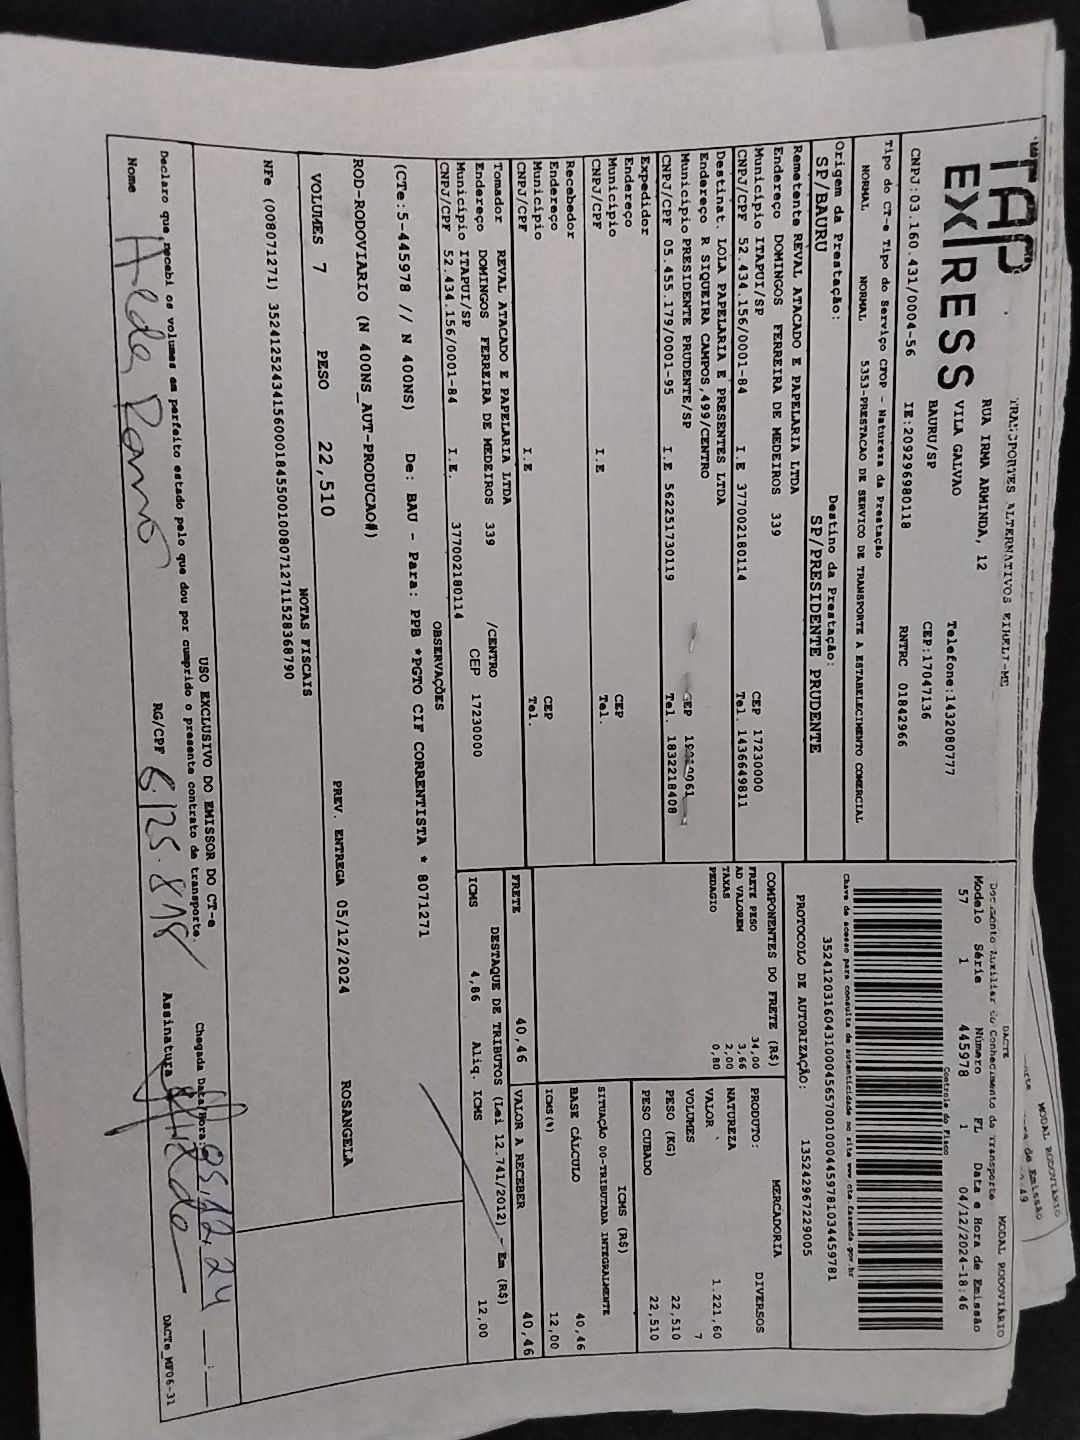 TAP
EXPRESS
TRANSPORTES ALTERNATIVOS EIRELI-ME
RUA IRMA ARMINDA, 12
VILA GALVAO
BAURU/SP
Telefone:1432080777
CEP:17047136
CNPJ:03.160.431/0004-56 IE:209296980118 RNTRC 01842966
Tipo do CT-e Tipo do Serviço CFOP - Natureza da Prestação
NORMAL NORMAL 5353-PRESTACAO DE SERVICO DE TRANSPORTE A ESTABELECIMENTO COMERCIAL
Origem da Prestação: Destino da Prestação:
SP/BAURU SP/PRESIDENTE PRUDENTE
Remetente REVAL ATACADO E PAPELARIA LTDA
Endereço DOMINGOS FERREIRA DE MEDEIROS 339
Município ITAPUI/SP CEP 17230000
CNPJ/CPF 52.434.156/0001-84 I.E 377002180114 Tel. 1436649811
Destinat. LOLA PAPELARIA E PRESENTES LTDA
Endereço R SIQUEIRA CAMPOS,499/CENTRO
Município PRESIDENTE PRUDENTE/SP CEP
CNPJ/CPF 05.455.179/0001-95 I.E 562251730119 Tel. 1832218408
Expedidor
Endereço
Município CEP
CNPJ/CPF I.E Tel.
Recebedor
Endereço
Município CEP
CNPJ/CPF I.E Tel.
Tomador REVAL ATACADO E PAPELARIA LTDA
Endereço DOMINGOS FERREIRA DE MEDEIROS 339 /CENTRO
Município ITAPUI/SP CEP 17230000
CNPJ/CPF 52.434.156/0001-84 I.E. 377002180114
OBSERVAÇÕES
(CTe:5-445978 // N 400NS) De: BAU - Para: PPB *PGTO CIF CORRENTISTA * 8071271
ROD-RODOVIARIO (N 400NS_AUT-PRODUCAO#)
PREV. ENTREGA 05/12/2024 ROSANGELA
VOLUMES 7 PESO 22,510
NOTAS FISCAIS
NFe (008071271) 35241252434156000184550010080712711528368790
Documento Auxiliar do Conhecimento de Transporte
DACTE
MODAL RODOVIÁRIO
Modelo Série Número FL Data e Hora de Emissão
57 1 445978 1 04/12/2024-18:46
Controle do Fisco
35241203160431000456570010004459781034459781
Chave de acesso para consulta de autenticidade no site www.cte.fazenda.gov.br
PROTOCOLO DE AUTORIZAÇÃO: 135242967229005
COMPONENTES DO FRETE (R$)
FRETE PESO 34,00
AD VALOREM 3,66
TAXAS 2,00
PEDAGIO 0,80
MERCADORIA
PRODUTO: DIVERSOS
NATUREZA
VALOR 1.221,60
VOLUMES 7
PESO (KG) 22,510
PESO CUBADO 22,510
ICMS (R$)
SITUAÇÃO 00-TRIBUTADA INTEGRALMENTE
BASE CÁLCULO 40,46
ICMS(%) 12,00
FRETE 40,46 VALOR A RECEBER 40,46
DESTAQUE DE TRIBUTOS (Lei 12.741/2012) - Em (R$)
ICMS 4,86 Aliq. ICMS 12,00
USO EXCLUSIVO DO EMISSOR DO CT-e
Declaro que recebi os volumes em perfeito estado pelo que dou por cumprido o presente contrato de transporte.
Chegada Data/Hora: 05.12.24 __:__
Nome RG/CPF Assinatura
DACTe_MF06-31
MODAL RODOVIÁRIO
de Emissão